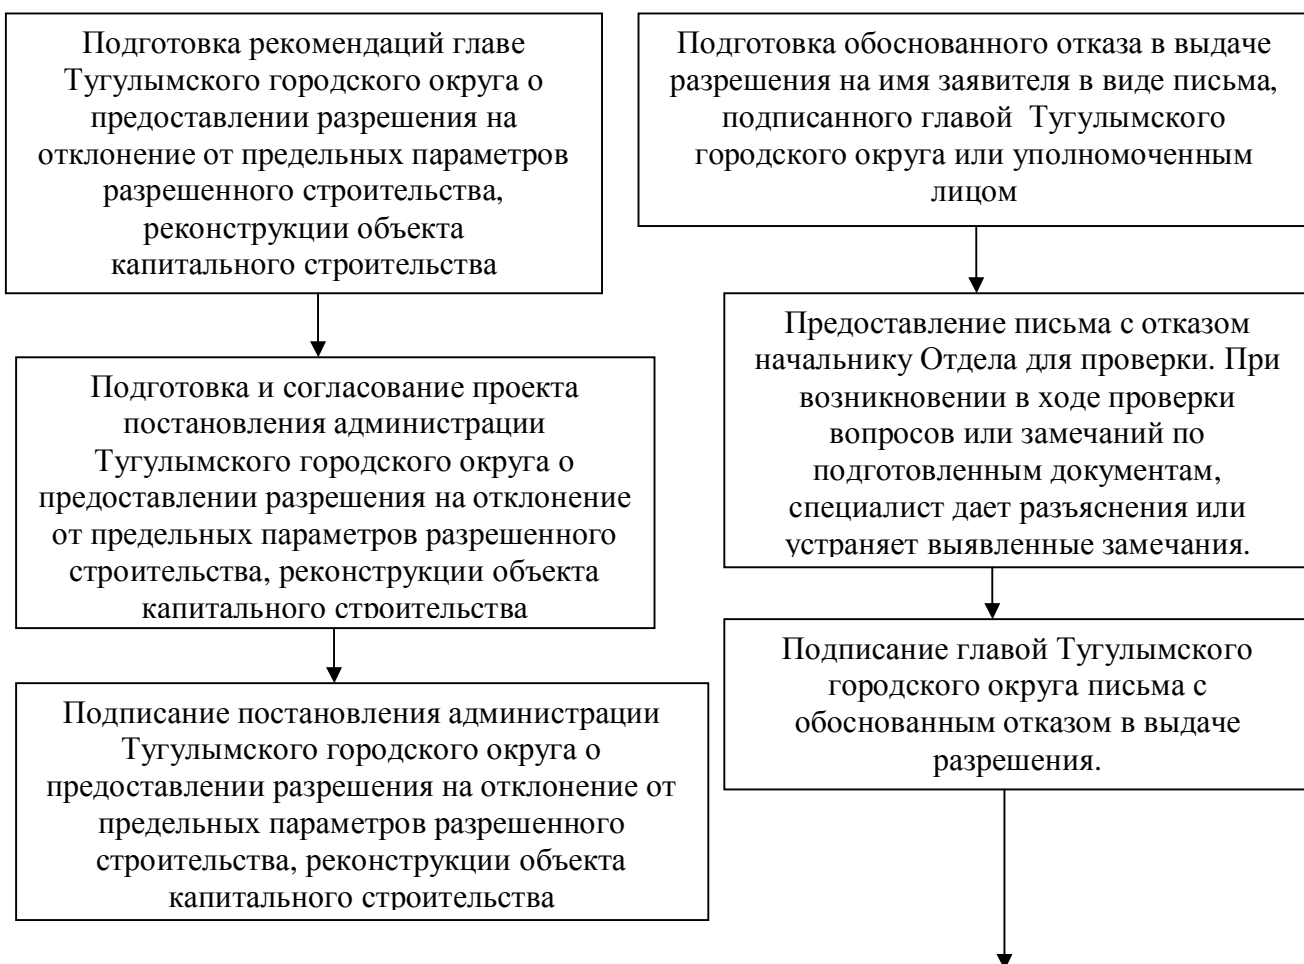 Подготовка рекомендаций главе
Тугулымского городского округа о
предоставлении разрешения на
отклонение от предельных параметров
разрешенного строительства,
реконструкции объекта
капитального строительства
Подготовка и согласование проекта
постановления администрации
Тугулымского городского округа о
предоставлении разрешения на отклонение
от предельных параметров разрешенного
строительства, реконструкции объекта
капитального строительства
Подписание постановления администрации
Тугулымского городского округа о
предоставлении разрешения на отклонение от
предельных параметров разрешенного
строительства, реконструкции объекта
капитального строительства
Подготовка обоснованного отказа в выдаче
разрешения на имя заявителя в виде письма,
подписанного главой Тугулымского
городского округа или уполномоченным
лицом
Предоставление письма с отказом
начальнику Отдела для проверки. При
возникновении в ходе проверки
вопросов или замечаний по
подготовленным документам,
специалист дает разъяснения или
устраняет выявленные замечания.
Подписание главой Тугулымского
городского округа письма с
обоснованным отказом в выдаче
разрешения.